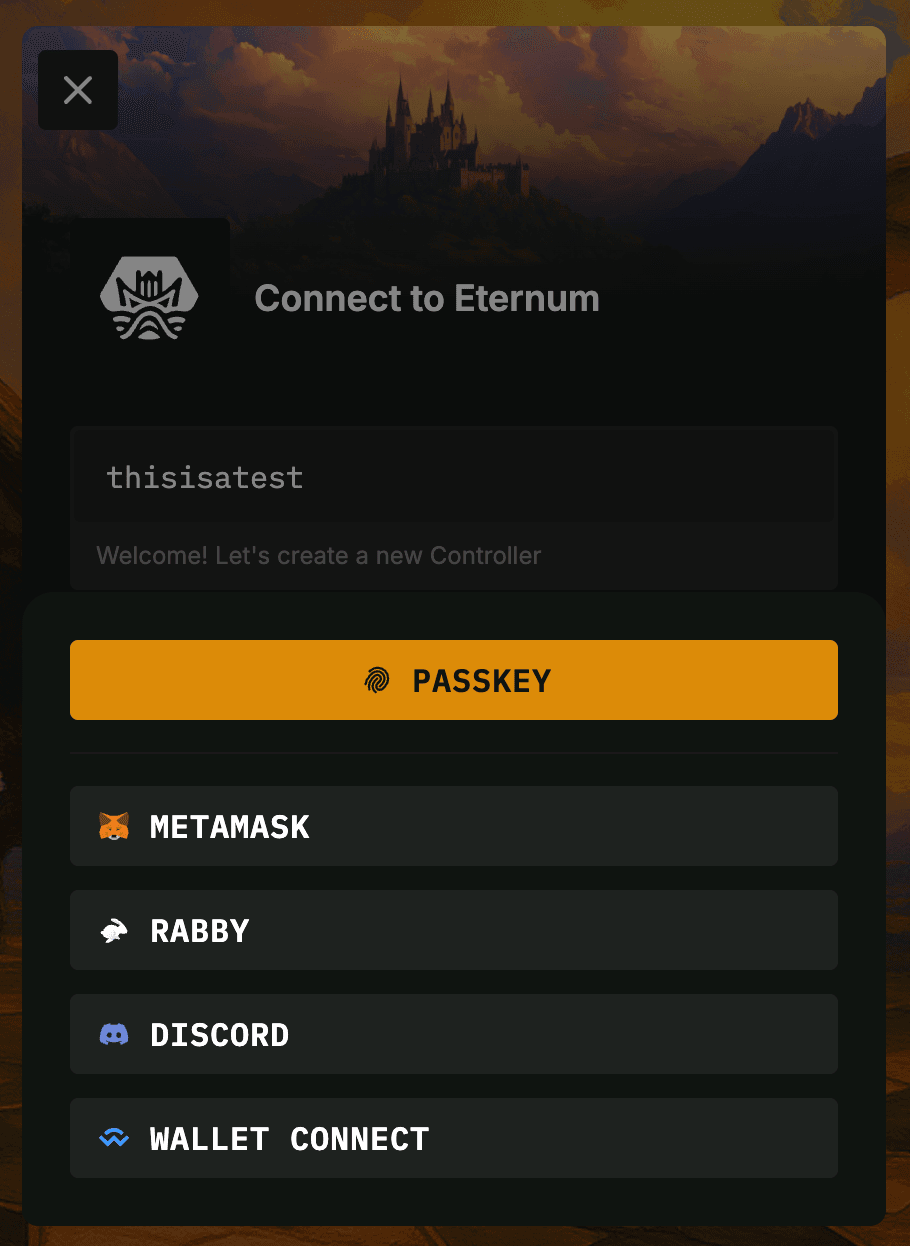 Connect to Eternum
thisisatest
Welcome! Let's create a new Controller
PASSKEY
METAMASK
RABBY
DISCORD
WALLET CONNECT